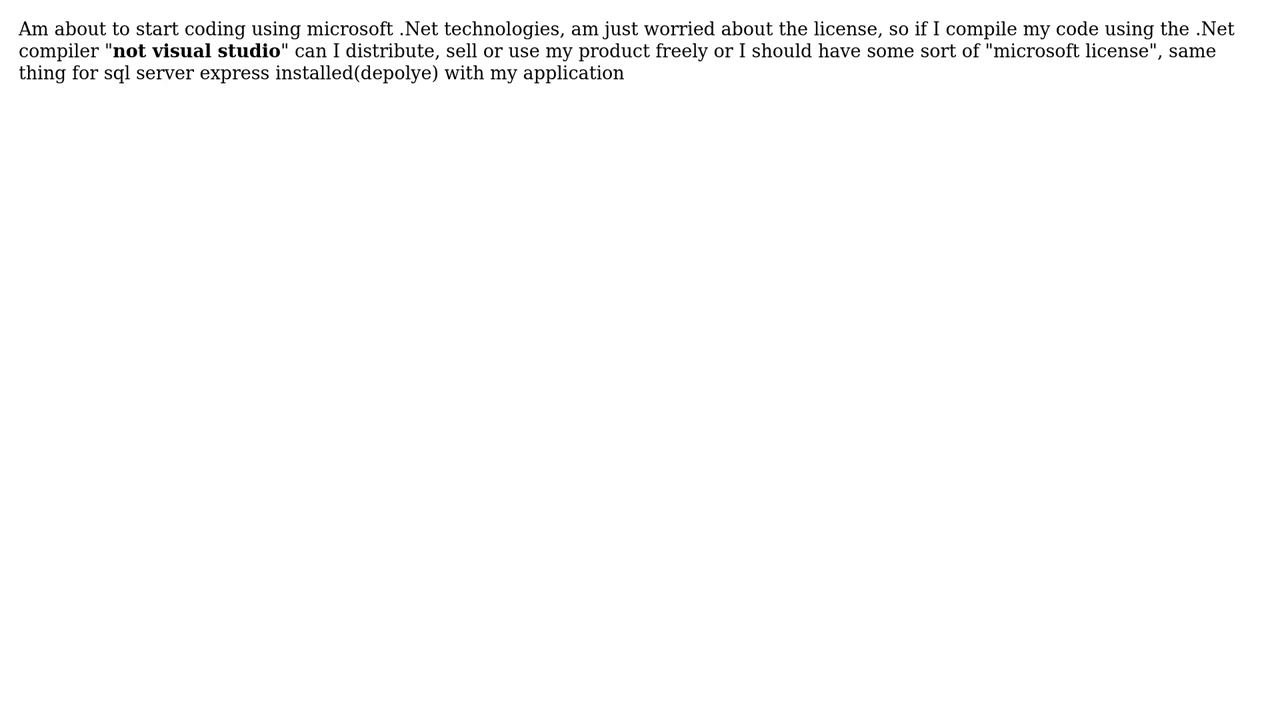 Am about to start coding using microsoft .Net technologies, am just worried about the license, so if I compile my code using the .Net
compiler "not visual studio" can I distribute, sell or use my product freely or I should have some sort of "microsoft license", same
thing for sql server express installed(depolye) with my application